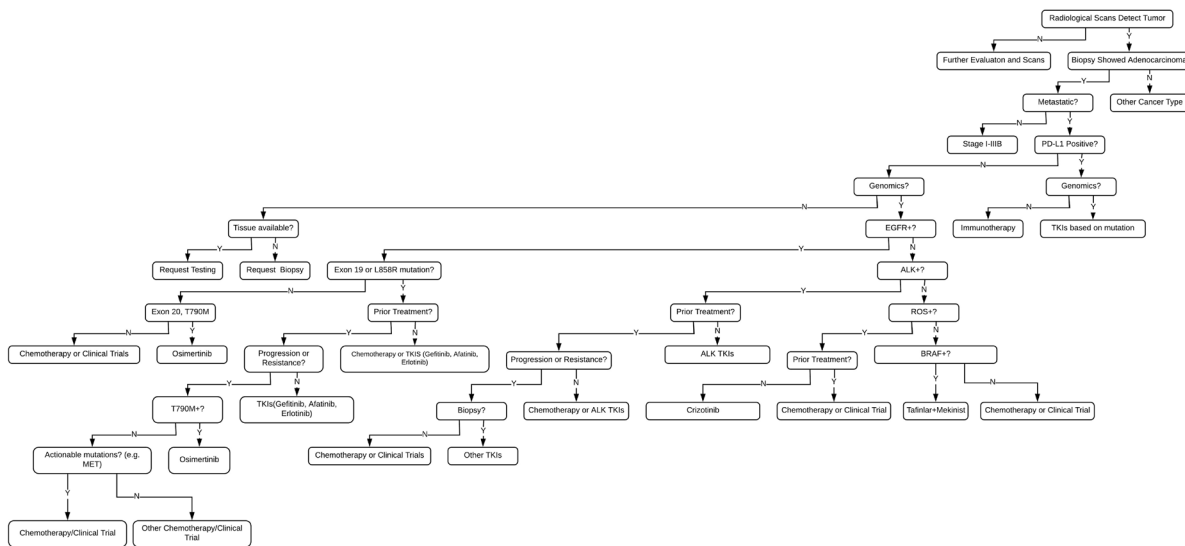 Radiological Scans Detect Tumor
N
Y
Further Evaluaton and Scans
Biopsy Showed Adenocarcinoma
Y
N
Metastatic?
Other Cancer Type
N
Y
Stage I-IIIB
PD-L1 Positive?
N
Y
Genomics?
Genomics?
N
Y
N
Y
Tissue available?
EGFR+?
Immunotherapy
TKIs based on mutation
Y
N
Y
N
Request Testing
Request Biopsy
Exon 19 or L858R mutation?
ALK+?
N
Y
Y
N
Exon 20, T790M
Prior Treatment?
Prior Treatment?
ROS+?
N
Y
Y
N
Y
N
Y
N
Chemotherapy or Clinical Trials
Osimertinib
Progression or
Resistance?
Chemotherapy or TKIS (Gefitinib, Afatinib,
Erlotinib)
Progression or Resistance?
ALK TKIs
Prior Treatment?
BRAF+?
Y
N
Y
N
N
Y
Y
N
T790M+?
TKIs(Gefitinib, Afatinib,
Erlotinib)
Biopsy?
Chemotherapy or ALK TKIs
Crizotinib
Chemotherapy or Clinical Trial
Tafinlar+Mekinist
Chemotherapy or Clinical Trial
N
Y
N
Y
Actionable mutations? (e.g.
MET)
Osimertinib
Chemotherapy or Clinical Trials
Other TKIs
Y
N
Chemotherapy/Clinical Trial
Other Chemotherapy/Clinical
Trial